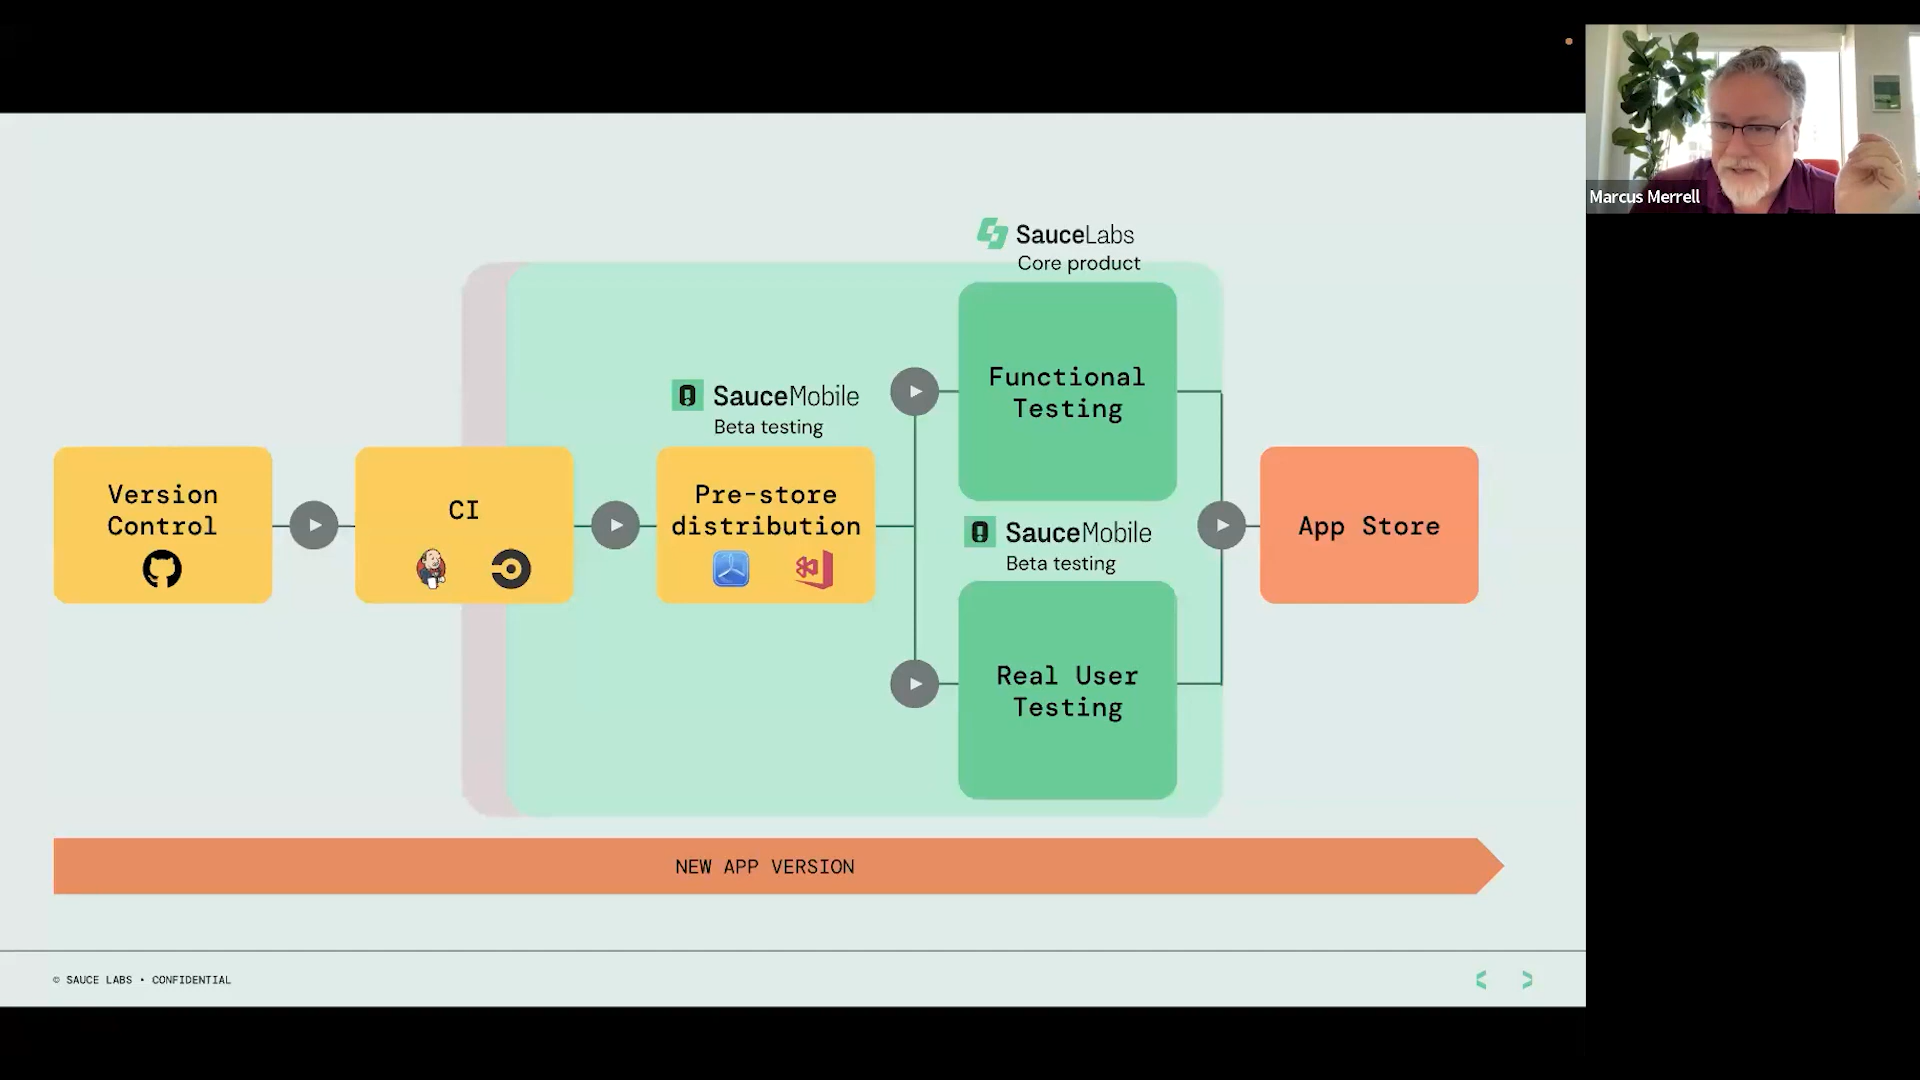 Marcus Merrell
SauceLabs
Core product
Functional
Testing
SauceMobile
Beta testing
Version
Control
CI
Pre-store
distribution
SauceMobile
Beta testing
App Store
Real User
Testing
NEW APP VERSION
© SAUCE LABS • CONFIDENTIAL